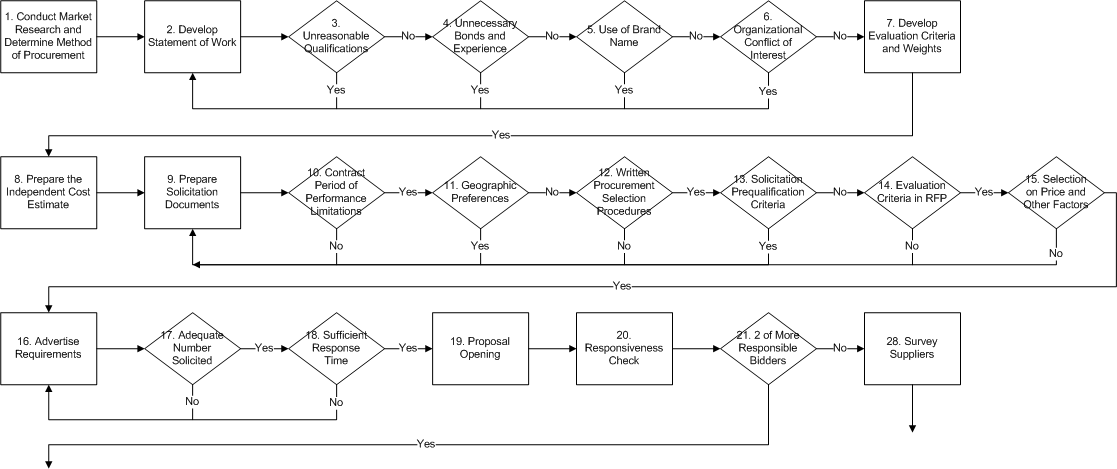 1. Conduct Market
Research and
Determine Method
of Procurement
2. Develop
Statement of Work
3.
Unreasonable
Qualifications
No
4. Unnecessary
Bonds and
Experience
No
5. Use of Brand
Name
No
6.
Organizational
Conflict of
Interest
No
7. Develop
Evaluation Criteria
and Weights
Yes
Yes
Yes
Yes
Yes
8. Prepare the
Independent Cost
Estimate
9. Prepare
Solicitation
Documents
10. Contract
Period of
Performance
Limitations
Yes
11. Geographic
Preferences
No
12. Written
Procurement
Selection
Procedures
Yes
13. Solicitation
Prequalification
Criteria
No
14. Evaluation
Criteria in RFP
Yes
15. Selection
on Price and
Other Factors
No
Yes
No
Yes
No
No
Yes
16. Advertise
Requirements
17. Adequate
Number
Solicited
Yes
18. Sufficient
Response
Time
Yes
19. Proposal
Opening
20.
Responsiveness
Check
21. 2 of More
Responsible
Bidders
No
28. Survey
Suppliers
No
No
Yes